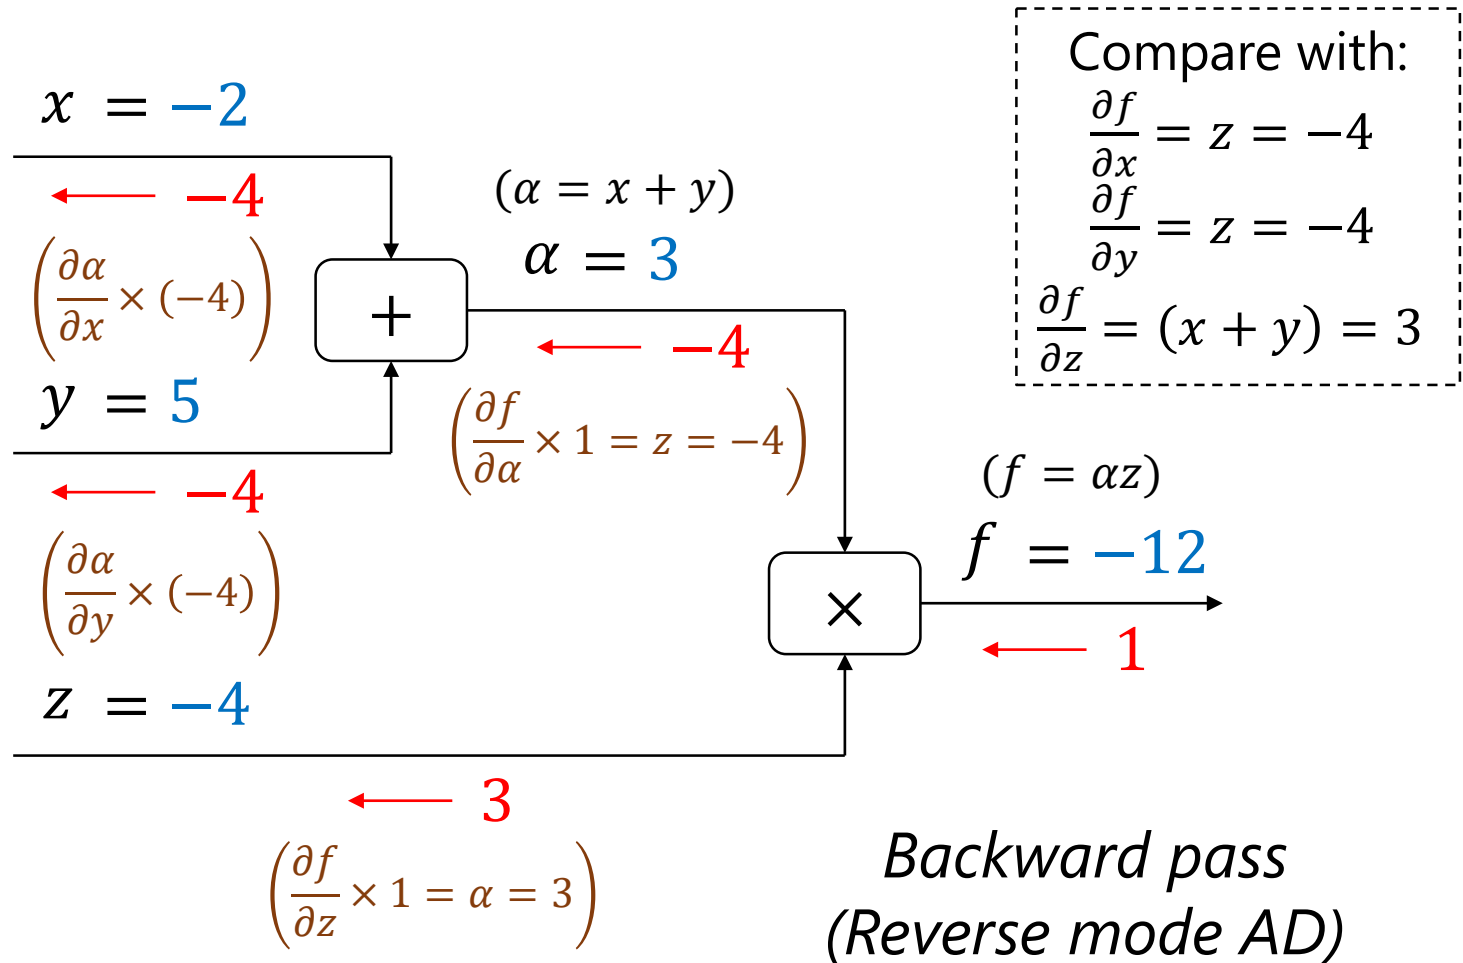 x = −2
← −4
(∂α/∂x × (−4))
y = 5
← −4
(∂α/∂y × (−4))
z = −4
← 3
(∂f/∂z × 1 = α = 3)
+
(α = x + y)
α = 3
← −4
(∂f/∂α × 1 = z = −4)
×
(f = αz)
f = −12
← 1
Compare with:
∂f/∂x = z = −4
∂f/∂y = z = −4
∂f/∂z = (x + y) = 3
Backward pass
(Reverse mode AD)